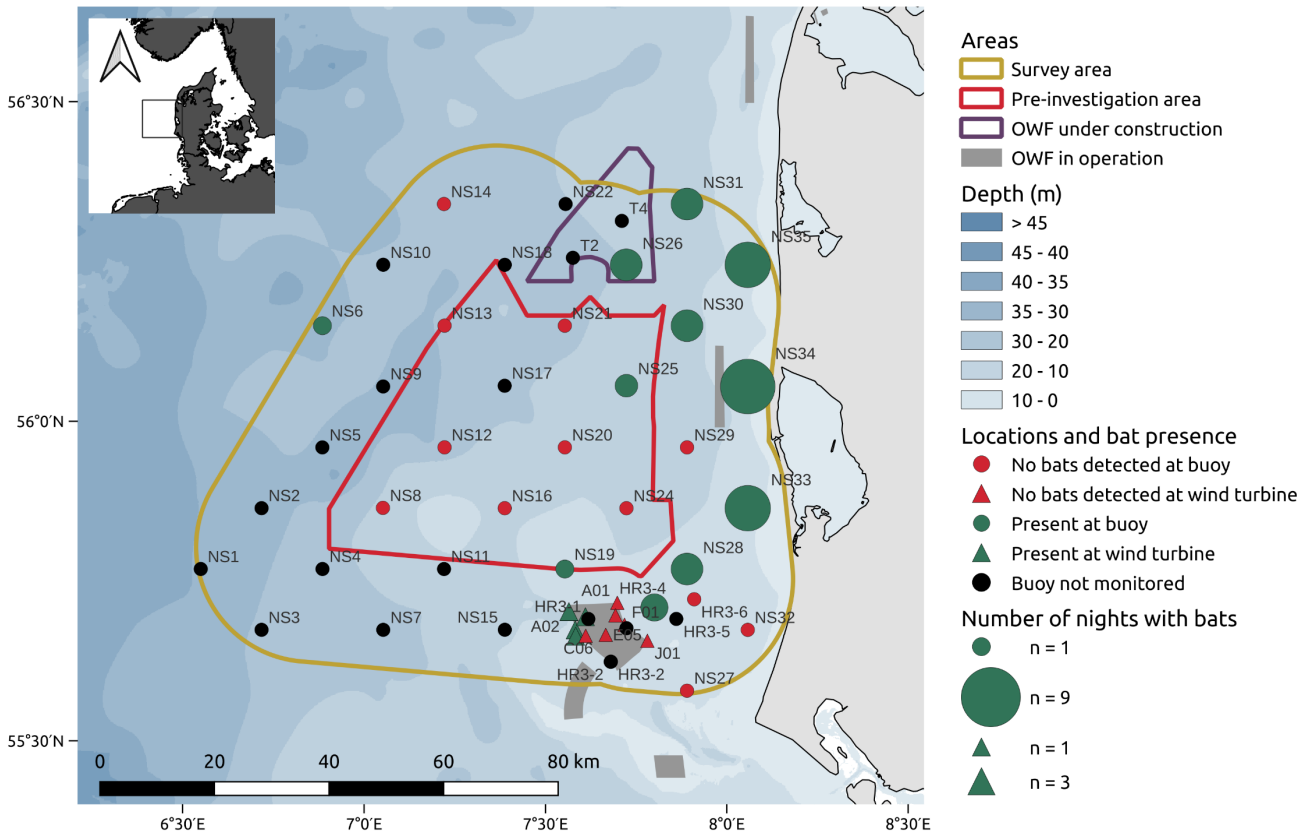 56°30′N
56°0′N
55°30′N
6°30′E
7°0′E
7°30′E
8°0′E
8°30′E
NS14
NS22
NS31
T4
NS10
NS18
T2
NS26
NS35
NS6
NS13
NS21
NS30
NS9
NS17
NS25
NS34
NS5
NS12
NS20
NS29
NS2
NS8
NS16
NS24
NS33
NS1
NS4
NS11
NS19
NS28
A01
HR3-4
HR3-1
F01
HR3-6
NS3
NS7
NS15
A02
E05
HR3-5
NS32
C06
J01
HR3-2
HR3-2
NS27
0
20
40
60
80 km
Areas
Survey area
Pre-investigation area
OWF under construction
OWF in operation
Depth (m)
> 45
45 - 40
40 - 35
35 - 30
30 - 20
20 - 10
10 - 0
Locations and bat presence
No bats detected at buoy
No bats detected at wind turbine
Present at buoy
Present at wind turbine
Buoy not monitored
Number of nights with bats
n = 1
n = 9
n = 1
n = 3